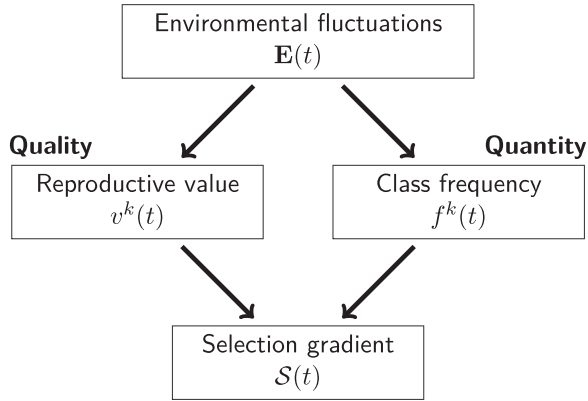 Environmental fluctuations
E(t)
Quality
Quantity
Reproductive value
v^k(t)
Class frequency
f^k(t)
Selection gradient
𝒮(t)